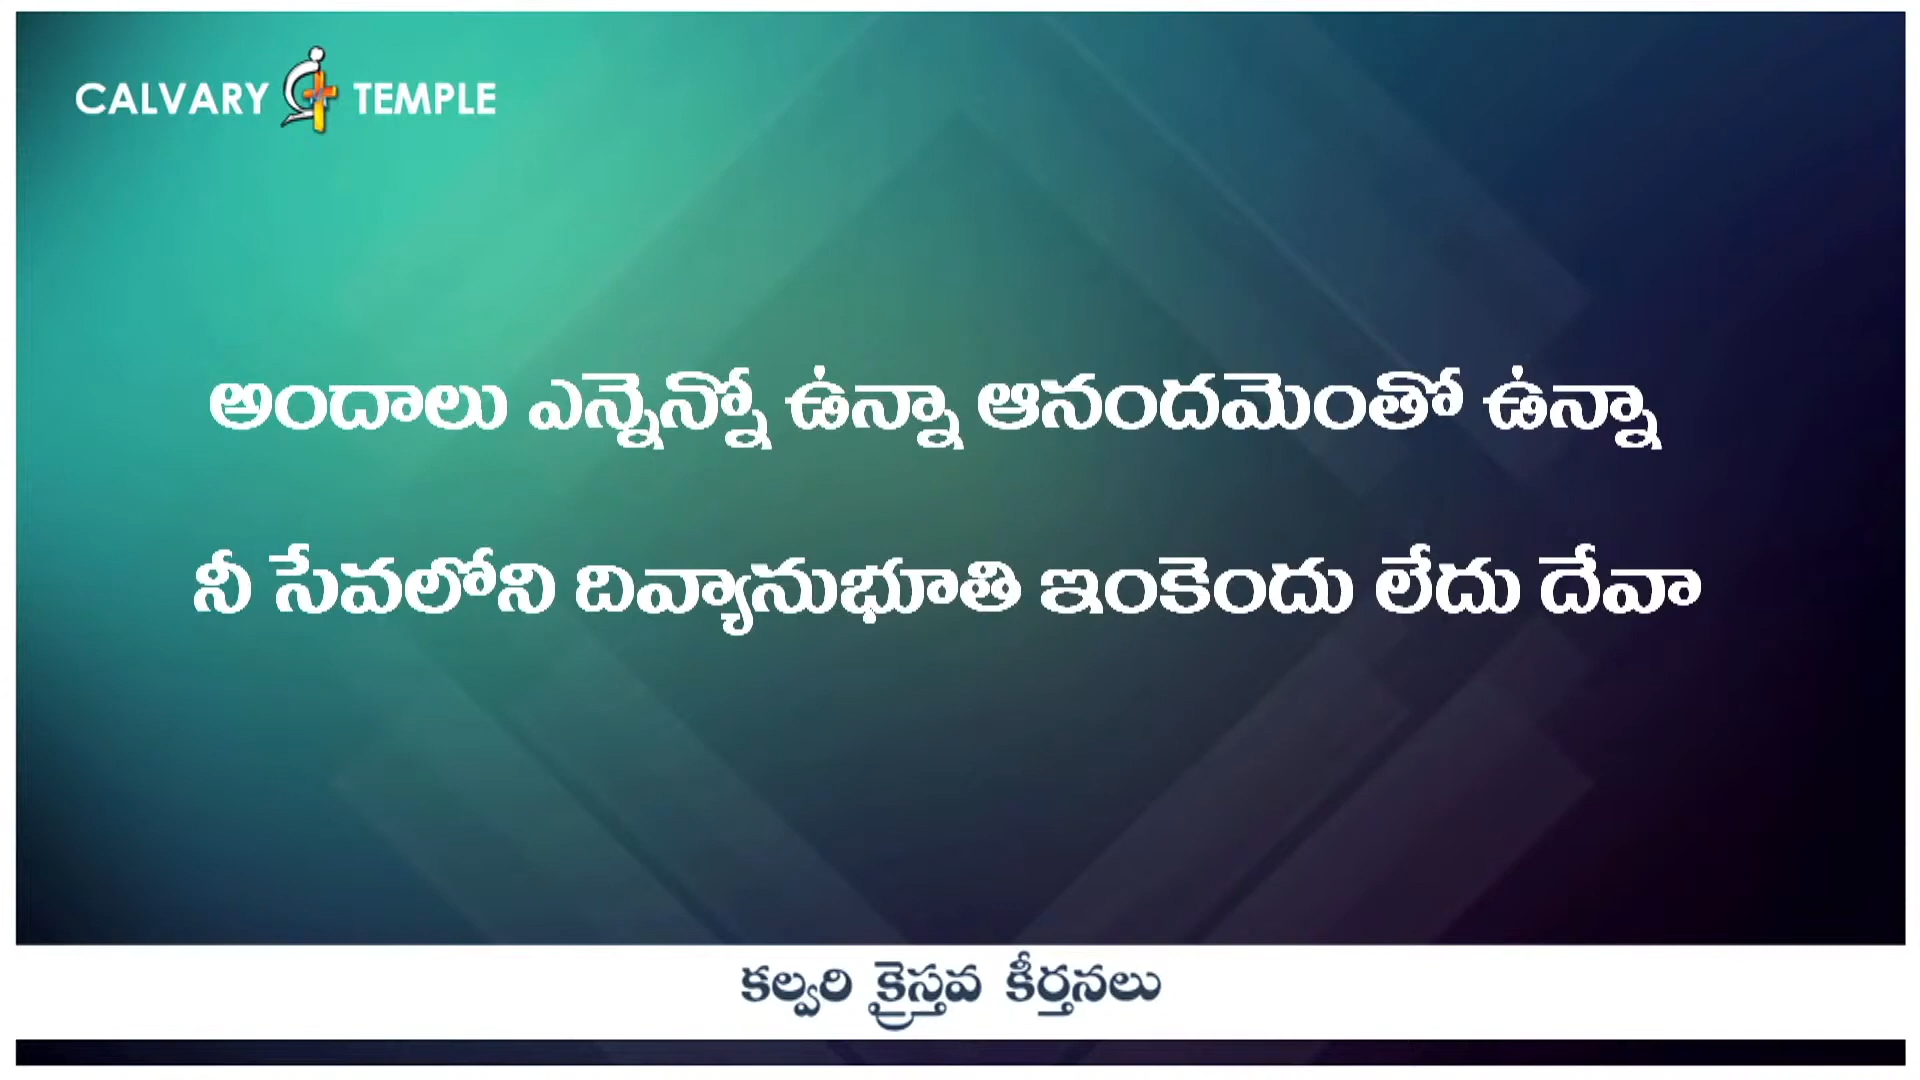 CALVARY TEMPLE
అందాలు ఎన్నెన్నో ఉన్నా ఆనందమెంతో ఉన్నా
నీ సేవలోని దివ్యానుభూతి ఇంకెందు లేదు దేవా
కల్వరి క్రైస్తవ కీర్తనలు